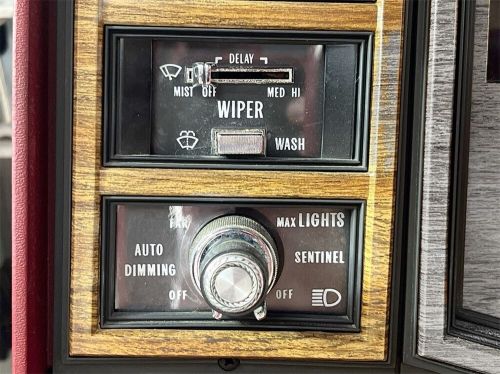 DELAY
MIST OFF MED HI
WIPER
WASH
FAR MAX LIGHTS
AUTO SENTINEL
DIMMING
OFF OFF